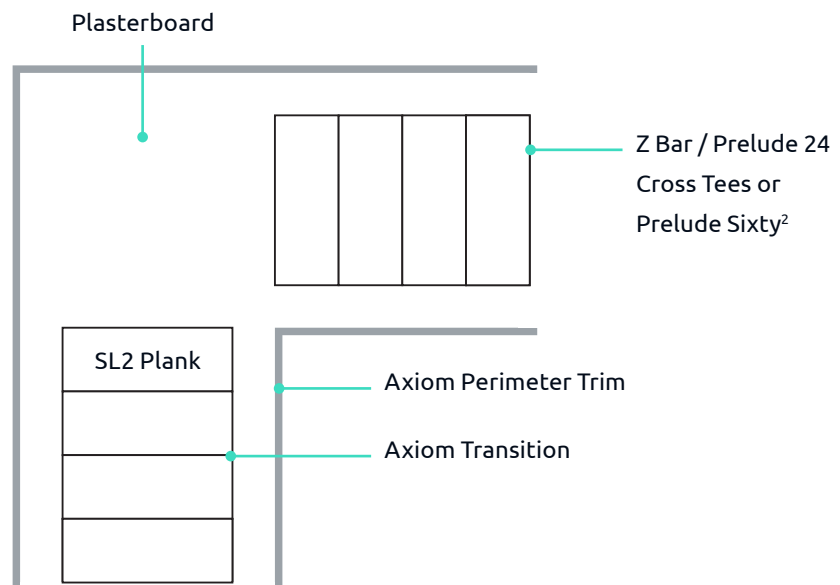 Plasterboard
Z Bar / Prelude 24
Cross Tees or
Prelude Sixty²
SL2 Plank
Axiom Perimeter Trim
Axiom Transition